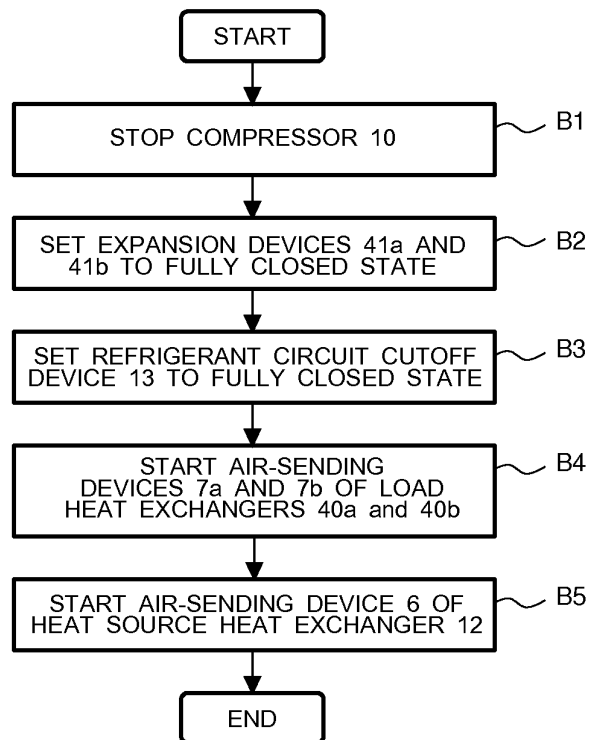 START
STOP COMPRESSOR 10
B1
SET EXPANSION DEVICES 41a AND
41b TO FULLY CLOSED STATE
B2
SET REFRIGERANT CIRCUIT CUTOFF
DEVICE 13 TO FULLY CLOSED STATE
B3
START AIR-SENDING
DEVICES 7a AND 7b OF LOAD
HEAT EXCHANGERS 40a and 40b
B4
START AIR-SENDING DEVICE 6 OF
HEAT SOURCE HEAT EXCHANGER 12
B5
END